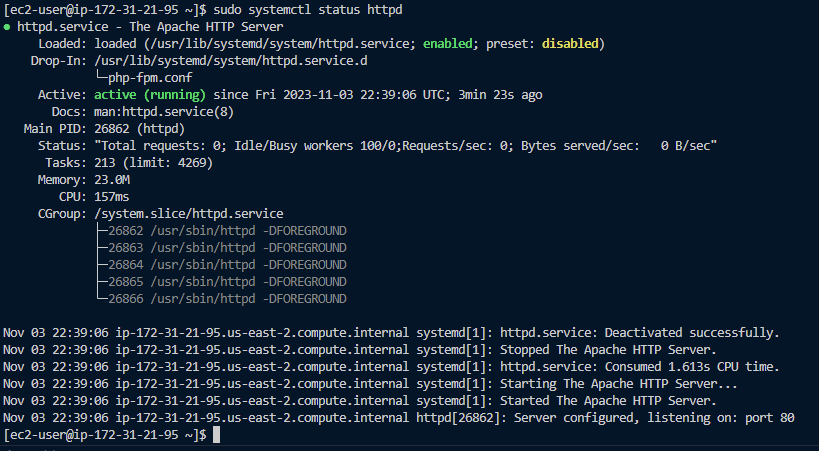 [ec2-user@ip-172-31-21-95 ~]$ sudo systemctl status httpd
● httpd.service - The Apache HTTP Server
     Loaded: loaded (/usr/lib/systemd/system/httpd.service; enabled; preset: disabled)
    Drop-In: /usr/lib/systemd/system/httpd.service.d
             └─php-fpm.conf
     Active: active (running) since Fri 2023-11-03 22:39:06 UTC; 3min 23s ago
       Docs: man:httpd.service(8)
   Main PID: 26862 (httpd)
     Status: "Total requests: 0; Idle/Busy workers 100/0;Requests/sec: 0; Bytes served/sec:   0 B/sec"
      Tasks: 213 (limit: 4269)
     Memory: 23.0M
        CPU: 157ms
     CGroup: /system.slice/httpd.service
             ├─26862 /usr/sbin/httpd -DFOREGROUND
             ├─26863 /usr/sbin/httpd -DFOREGROUND
             ├─26864 /usr/sbin/httpd -DFOREGROUND
             ├─26865 /usr/sbin/httpd -DFOREGROUND
             └─26866 /usr/sbin/httpd -DFOREGROUND

Nov 03 22:39:06 ip-172-31-21-95.us-east-2.compute.internal systemd[1]: httpd.service: Deactivated successfully.
Nov 03 22:39:06 ip-172-31-21-95.us-east-2.compute.internal systemd[1]: Stopped The Apache HTTP Server.
Nov 03 22:39:06 ip-172-31-21-95.us-east-2.compute.internal systemd[1]: httpd.service: Consumed 1.613s CPU time.
Nov 03 22:39:06 ip-172-31-21-95.us-east-2.compute.internal systemd[1]: Starting The Apache HTTP Server...
Nov 03 22:39:06 ip-172-31-21-95.us-east-2.compute.internal systemd[1]: Started The Apache HTTP Server.
Nov 03 22:39:06 ip-172-31-21-95.us-east-2.compute.internal httpd[26862]: Server configured, listening on: port 80
[ec2-user@ip-172-31-21-95 ~]$